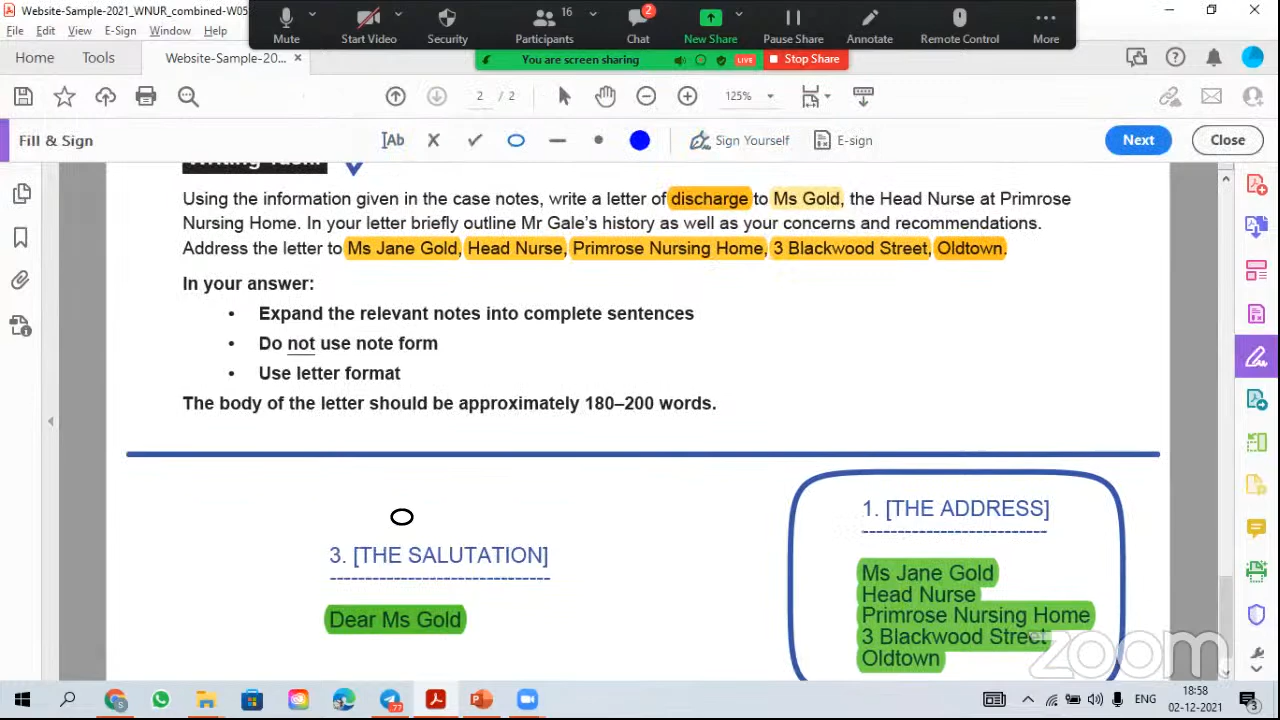 Website-Sample-2021_WNUR_combined-W05
File Edit View E-Sign Window Help
Mute
Start Video
Security
16
Participants
2
Chat
New Share
Pause Share
Annotate
Remote Control
More
You are screen sharing
LIVE
Stop Share
Home
Tools
Website-Sample-20... ×
2 / 2
125%
Fill & Sign
Ab
Sign Yourself
E-sign
Next
Close
Using the information given in the case notes, write a letter of discharge to Ms Gold, the Head Nurse at Primrose
Nursing Home. In your letter briefly outline Mr Gale's history as well as your concerns and recommendations.
Address the letter to Ms Jane Gold, Head Nurse, Primrose Nursing Home, 3 Blackwood Street, Oldtown.
In your answer:
• Expand the relevant notes into complete sentences
• Do not use note form
• Use letter format
The body of the letter should be approximately 180–200 words.
1. [THE ADDRESS]
--------------------------
3. [THE SALUTATION]
-------------------------------
Ms Jane Gold
Head Nurse
Primrose Nursing Home
3 Blackwood Street
Oldtown
Dear Ms Gold
zoom
77
ENG
18:58
02-12-2021
3